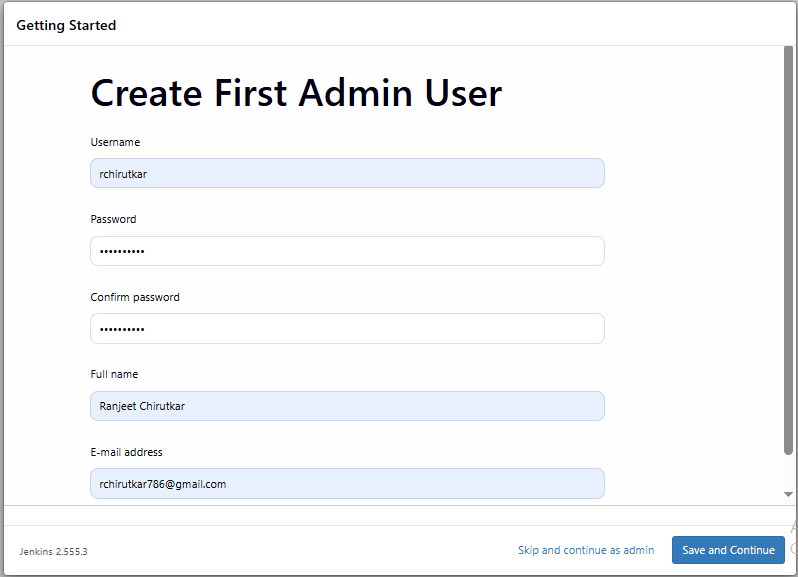 Getting Started
Create First Admin User
Username
rchirutkar
Password
••••••••••
Confirm password
••••••••••
Full name
Ranjeet Chirutkar
E-mail address
rchirutkar786@gmail.com
Jenkins 2.555.3
Skip and continue as admin
Save and Continue